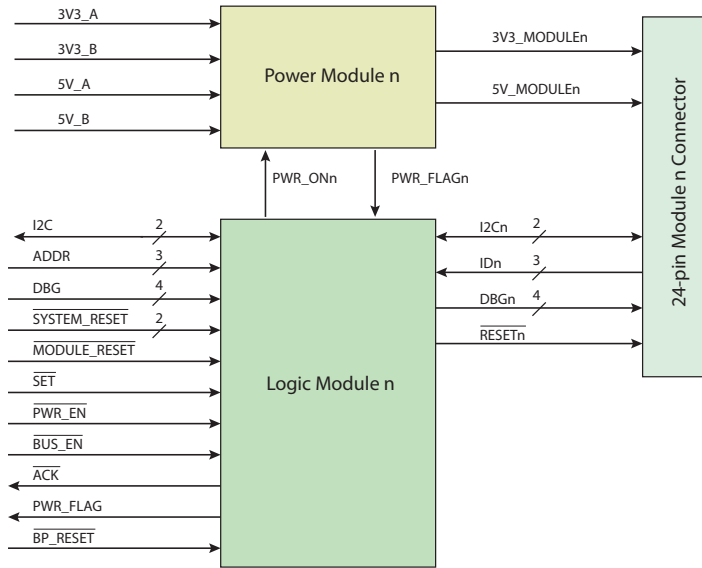 3V3_A
3V3_B
5V_A
5V_B
Power Module n
3V3_MODULEn
5V_MODULEn
24-pin Module n Connector
PWR_ONn
PWR_FLAGn
I2C 2
ADDR 3
DBG 4
SYSTEM_RESET 2
MODULE_RESET
SET
PWR_EN
BUS_EN
ACK
PWR_FLAG
BP_RESET
Logic Module n
I2Cn 2
IDn 3
DBGn 4
RESETn